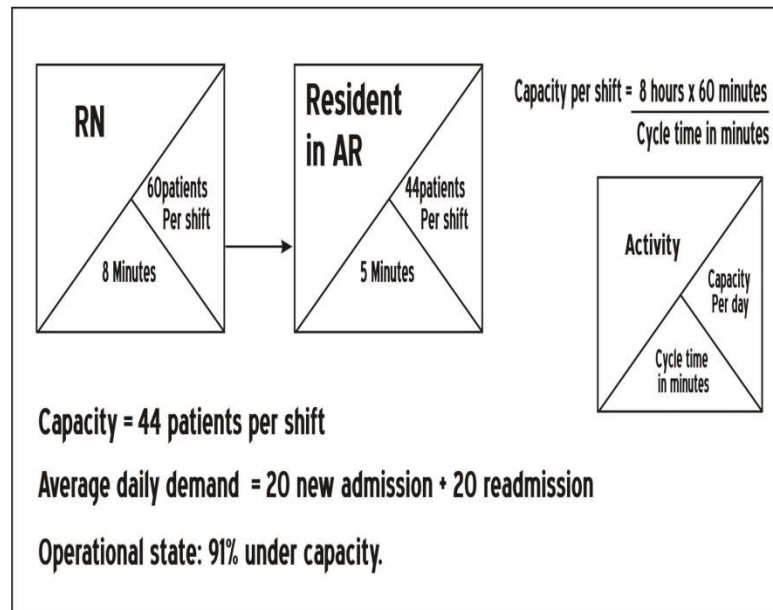 RN
60patients
Per shift
8 Minutes
Resident
in AR
44patients
Per shift
5 Minutes
Capacity per shift = 8 hours x 60 minutes
Cycle time in minutes
Activity
Capacity
Per day
Cycle time
in minutes
Capacity = 44 patients per shift
Average daily demand = 20 new admission + 20 readmission
Operational state: 91% under capacity.